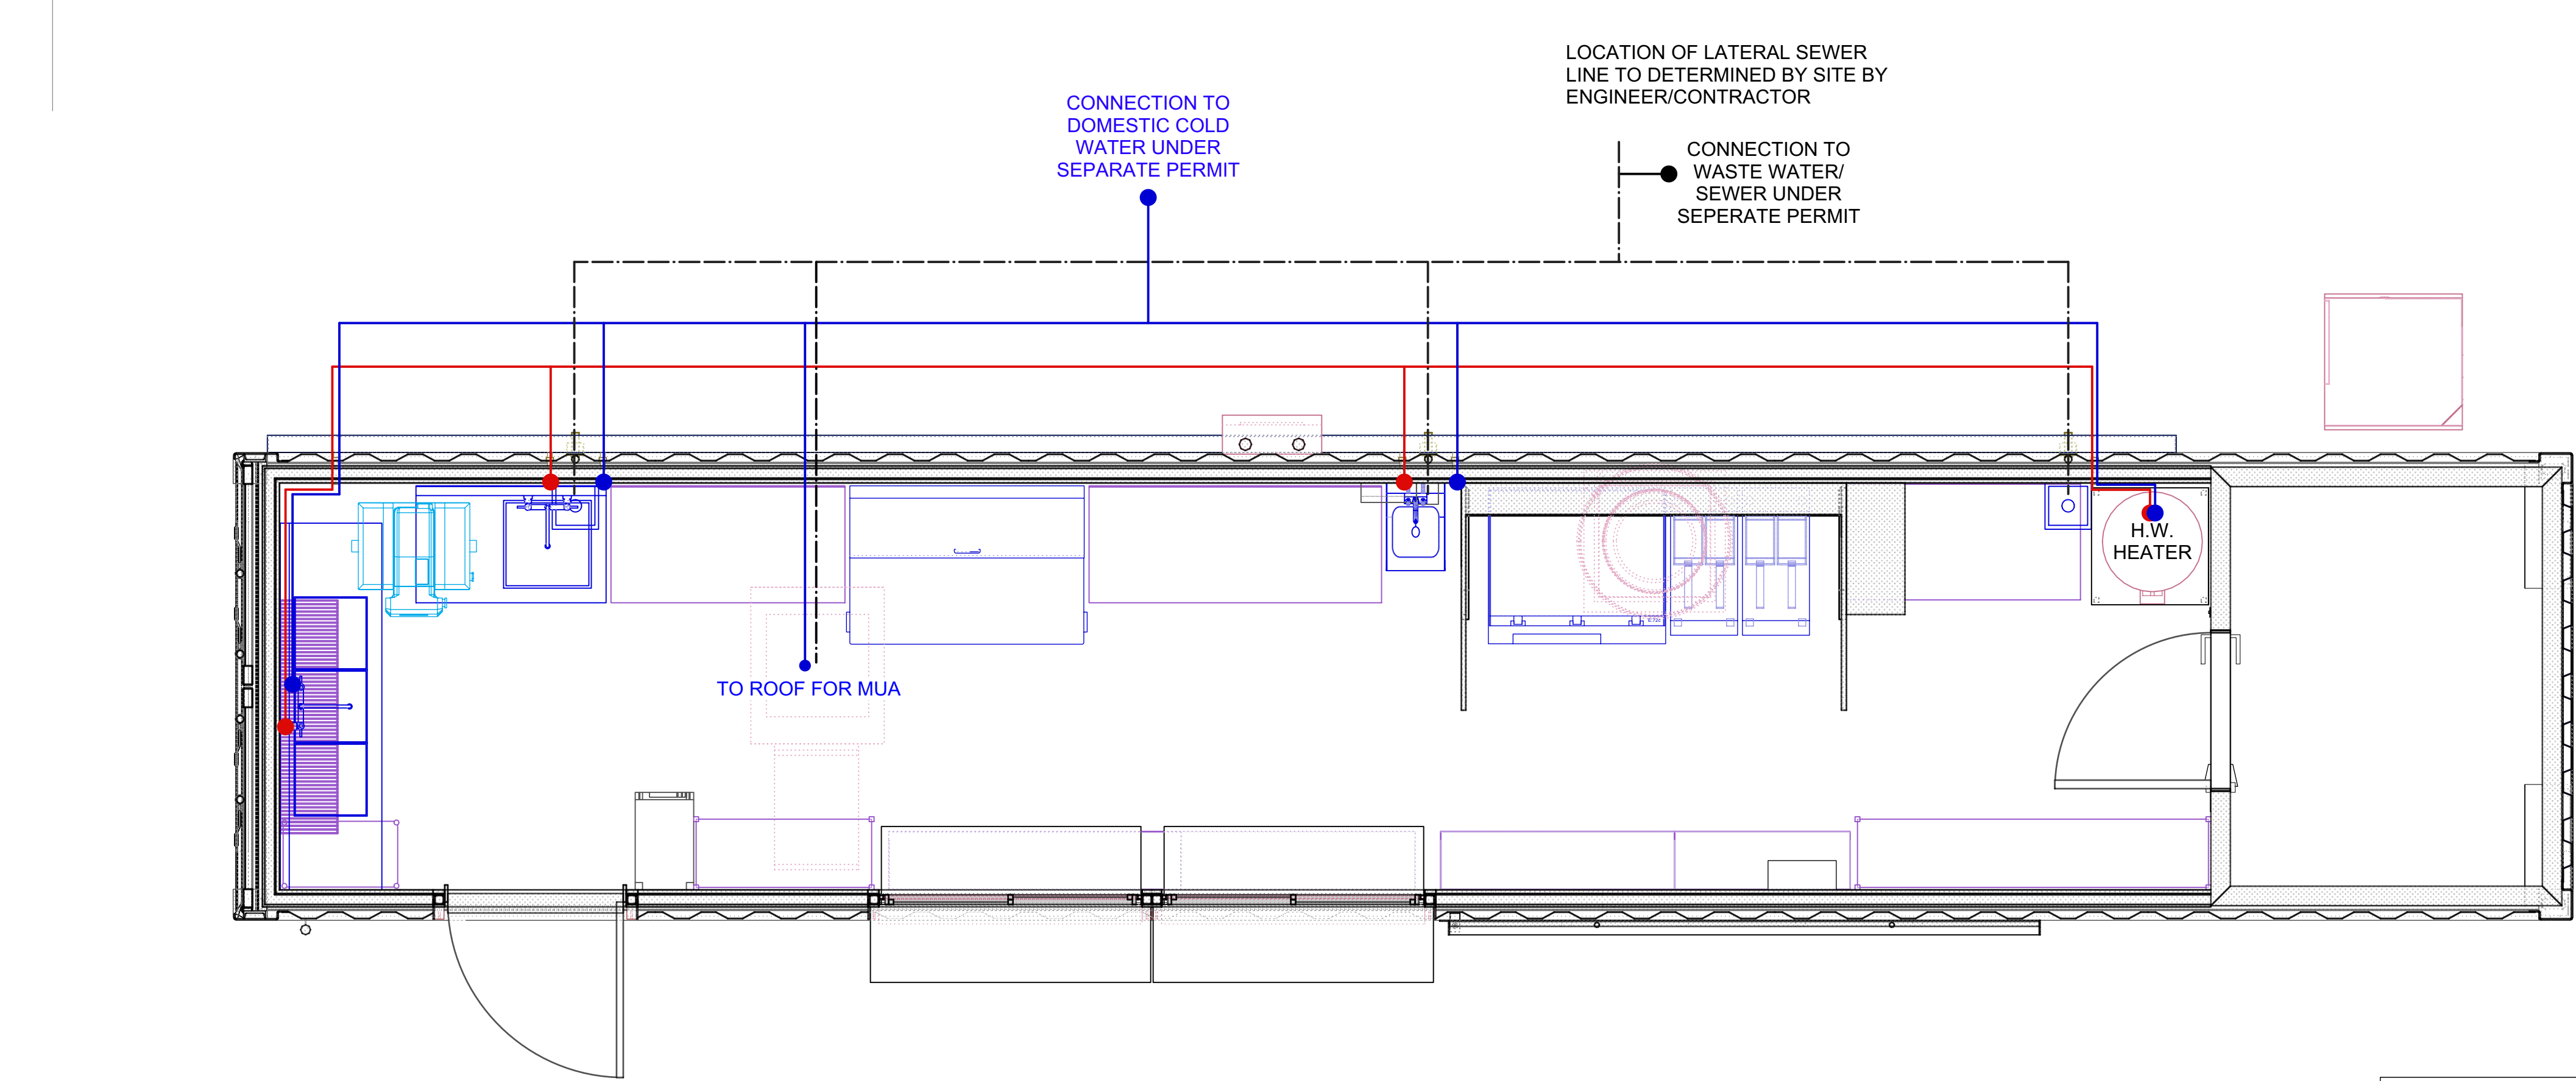 LOCATION OF LATERAL SEWER
LINE TO DETERMINED BY SITE BY
ENGINEER/CONTRACTOR
CONNECTION TO
DOMESTIC COLD
WATER UNDER
SEPARATE PERMIT
CONNECTION TO
WASTE WATER/
SEWER UNDER
SEPERATE PERMIT
H.W.
HEATER
TO ROOF FOR MUA